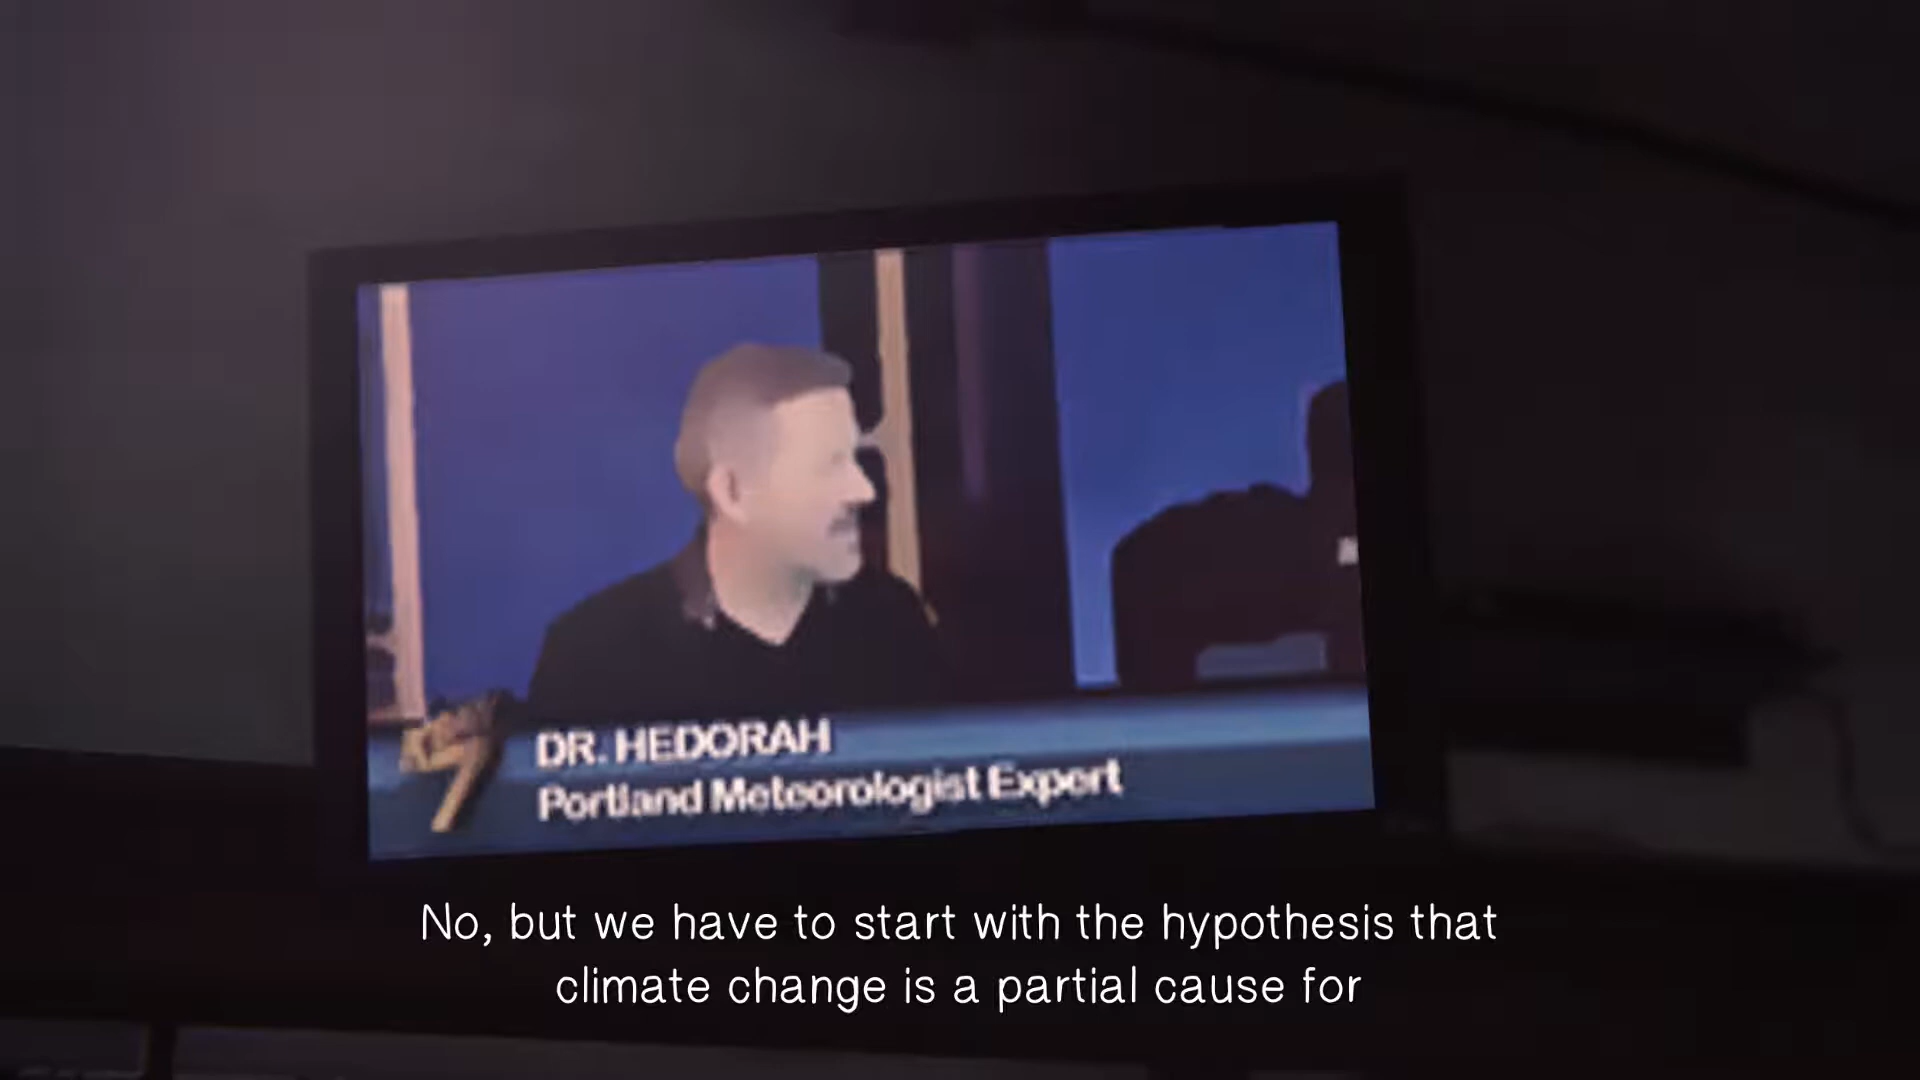 7
DR. HEDORAH
Portland Meteorologist Expert
No, but we have to start with the hypothesis that
climate change is a partial cause for